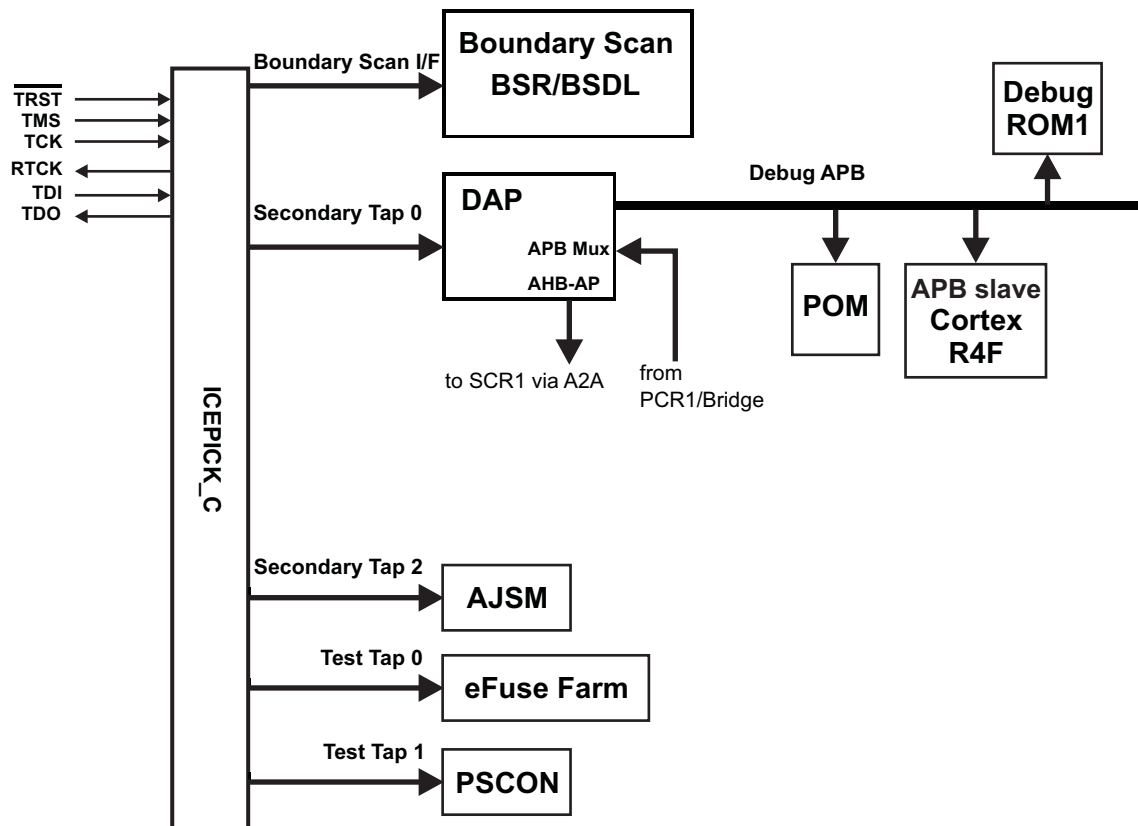 Boundary Scan I/F
Boundary Scan
BSR/BSDL
TRST
TMS
TCK
RTCK
TDI
TDO
Debug
ROM1
Debug APB
Secondary Tap 0
DAP
APB Mux
AHB-AP
POM
APB slave
Cortex
R4F
to SCR1 via A2A
from
PCR1/Bridge
ICEPICK_C
Secondary Tap 2
AJSM
Test Tap 0
eFuse Farm
Test Tap 1
PSCON